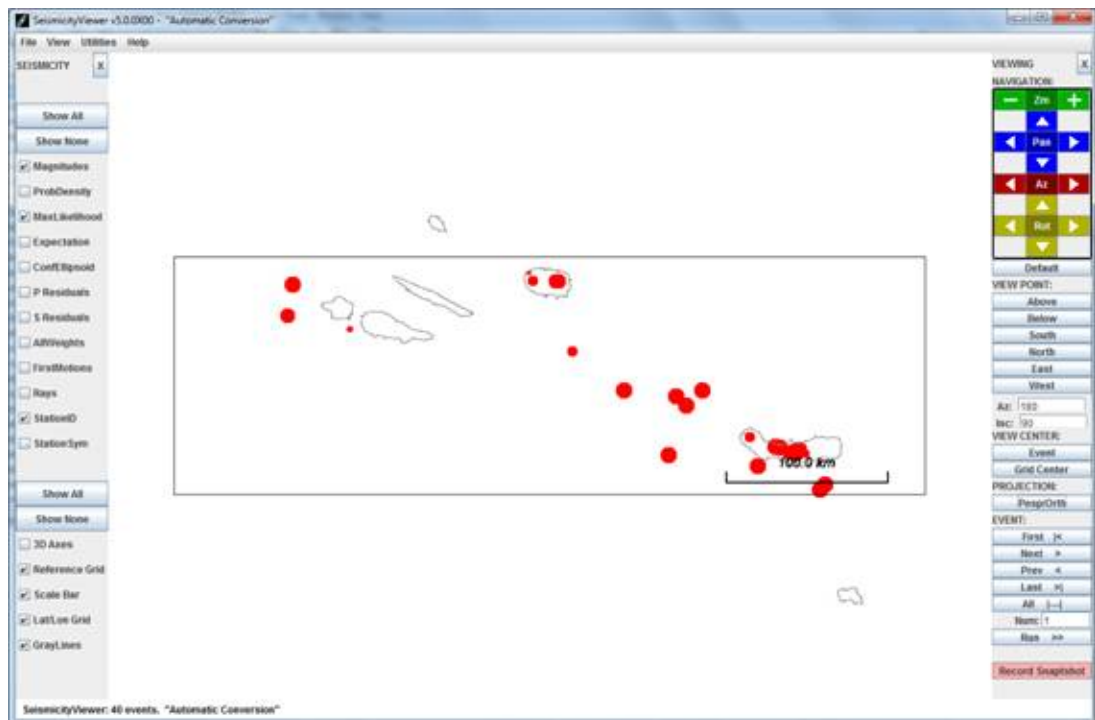 SeismicityViewer v5.0.0X00 - "Automatic Conversion"
File View Utilities Help
SEISMICITY X
Show All
Show None
Magnitudes
ProbDensity
MaxLikelihood
Expectation
ConfEllipsoid
P Residuals
S Residuals
AllWeights
FirstMotions
Rays
StationID
StationSym
Show All
Show None
3D Axes
Reference Grid
Scale Bar
Lat/Lon Grid
GrayLines
100.0 km
VIEWING X
NAVIGATION:
− Zm +
Pan
Az
Rot
Default
VIEW POINT:
Above
Below
South
North
East
West
Az: 180
Inc: 90
VIEW CENTER:
Event
Grid Center
PROJECTION:
Pespr/Orth
EVENT:
First |<
Next >
Prev <
Last >|
All |---|
Num: 1
Run >>
Record Snaptshot
SeismicityViewer: 40 events. "Automatic Conversion"